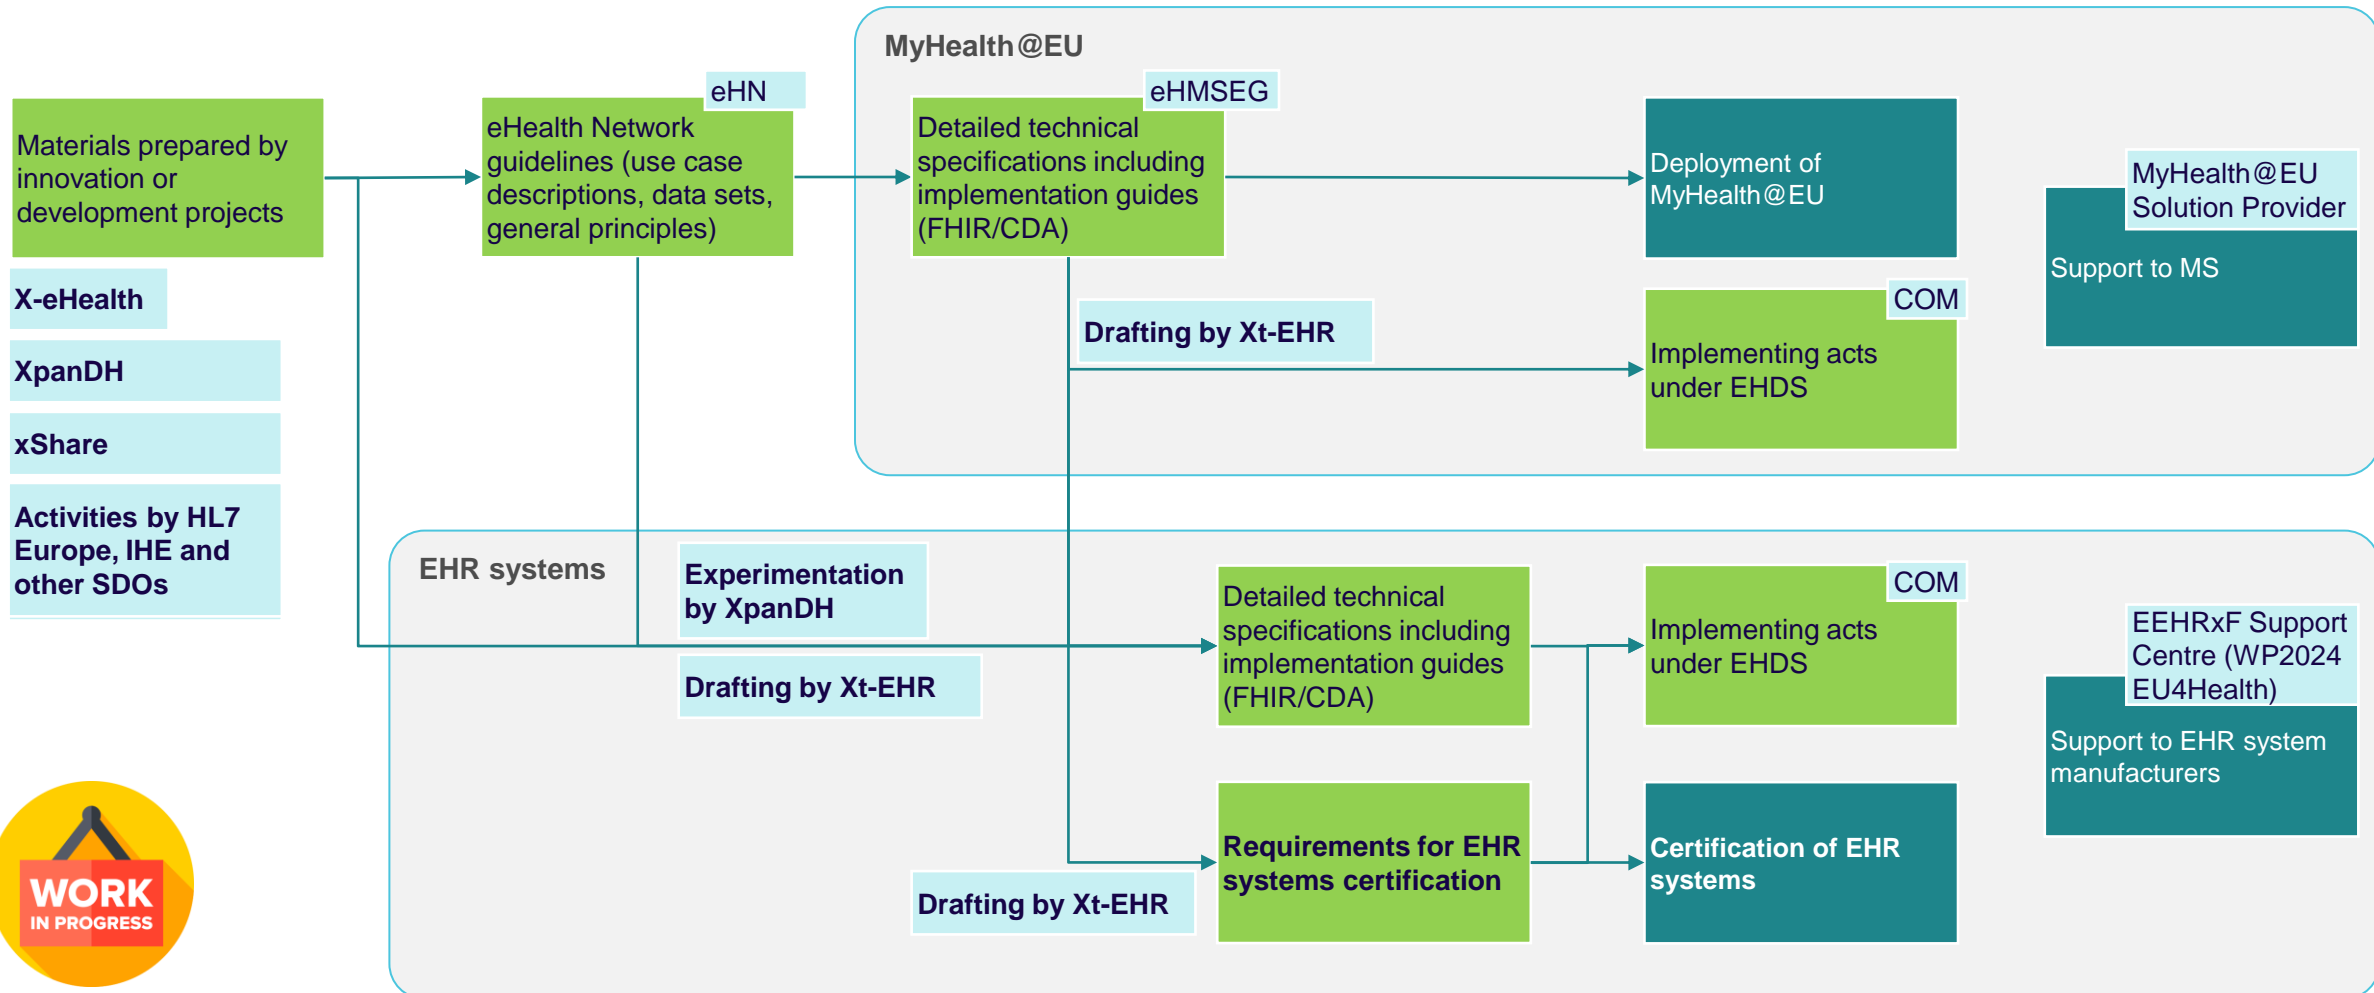 MyHealth@EU
eHN
eHMSEG
Materials prepared by
innovation or
development projects
eHealth Network
guidelines (use case
descriptions, data sets,
general principles)
Detailed technical
specifications including
implementation guides
(FHIR/CDA)
Deployment of
MyHealth@EU
MyHealth@EU
Solution Provider
Support to MS
X-eHealth
XpanDH
xShare
Activities by HL7
Europe, IHE and
other SDOs
Drafting by Xt-EHR
COM
Implementing acts
under EHDS
EHR systems
Experimentation
by XpanDH
Drafting by Xt-EHR
Detailed technical
specifications including
implementation guides
(FHIR/CDA)
COM
Implementing acts
under EHDS
EEHRxF Support
Centre (WP2024
EU4Health)
Support to EHR system
manufacturers
Requirements for EHR
systems certification
Drafting by Xt-EHR
Certification of EHR
systems
WORK
IN PROGRESS